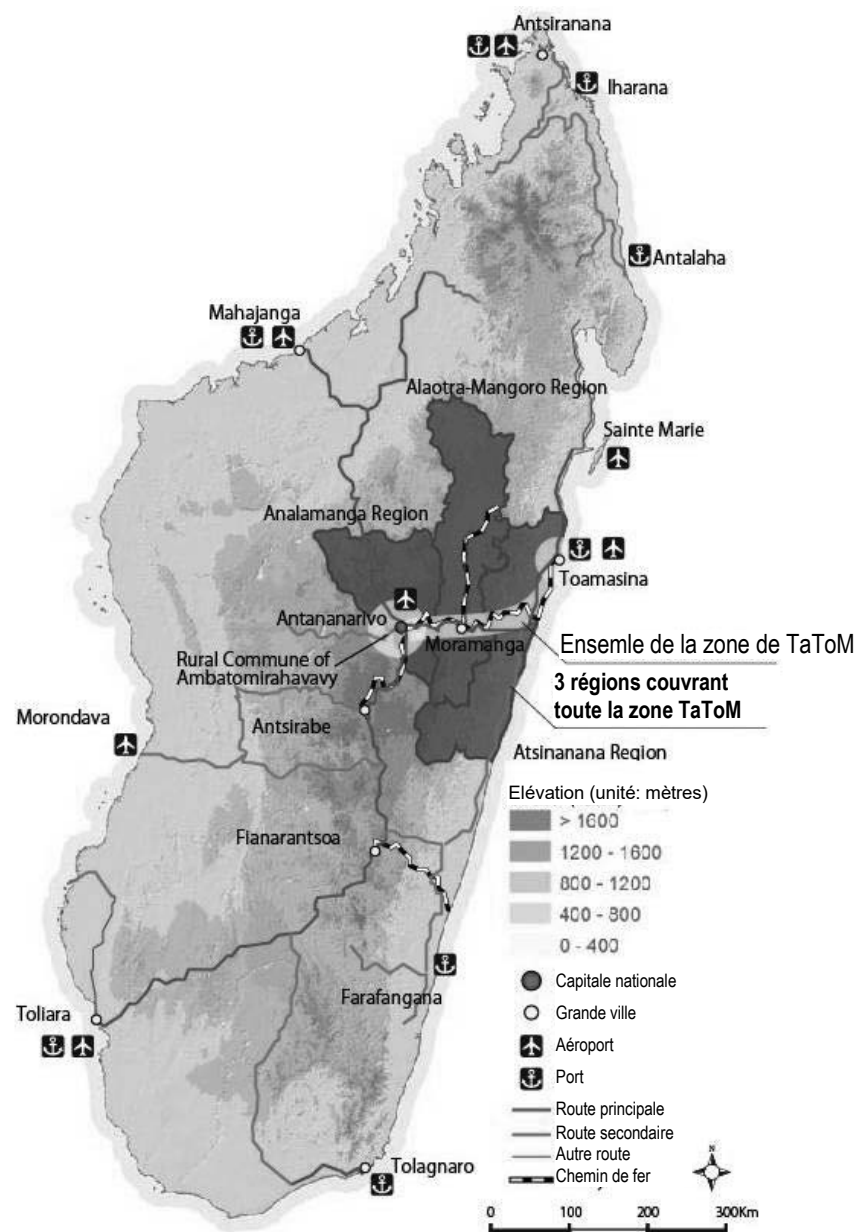 Antsiranana
Iharana
Antalaha
Mahajanga
Alaotra-Mangoro Region
Sainte Marie
Analamanga Region
Toamasina
Antananarivo
Moramanga
Ensemle de la zone de TaToM
Rural Commune of
Ambatomirahavavy
3 régions couvrant
toute la zone TaToM
Morondava
Antsirabe
Atsinanana Region
Elévation (unité: mètres)
> 1600
1200 - 1600
800 - 1200
400 - 800
0 - 400
Fianarantsoa
Capitale nationale
Farafangana
Grande ville
Toliara
Aéroport
Port
Route principale
Route secondaire
Autre route
Chemin de fer
Tolagnaro
N
0 100 200 300Km